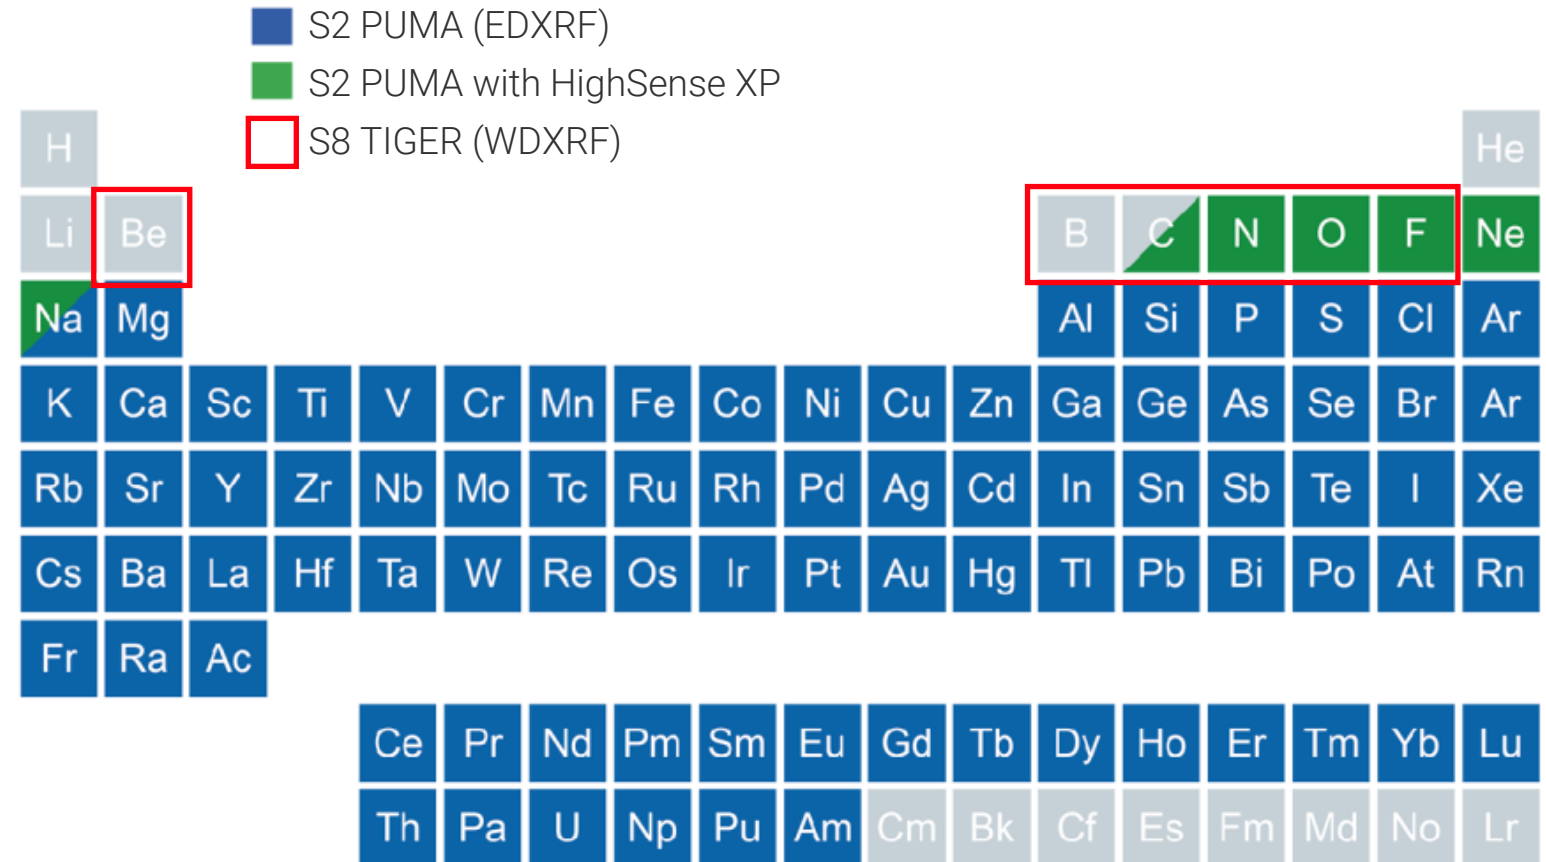 S2 PUMA (EDXRF)
S2 PUMA with HighSense XP
S8 TIGER (WDXRF)
H He
Li Be B C N O F Ne
Na Mg Al Si P S Cl Ar
K Ca Sc Ti V Cr Mn Fe Co Ni Cu Zn Ga Ge As Se Br Ar
Rb Sr Y Zr Nb Mo Tc Ru Rh Pd Ag Cd In Sn Sb Te I Xe
Cs Ba La Hf Ta W Re Os Ir Pt Au Hg Tl Pb Bi Po At Rn
Fr Ra Ac
Ce Pr Nd Pm Sm Eu Gd Tb Dy Ho Er Tm Yb Lu
Th Pa U Np Pu Am Cm Bk Cf Es Fm Md No Lr